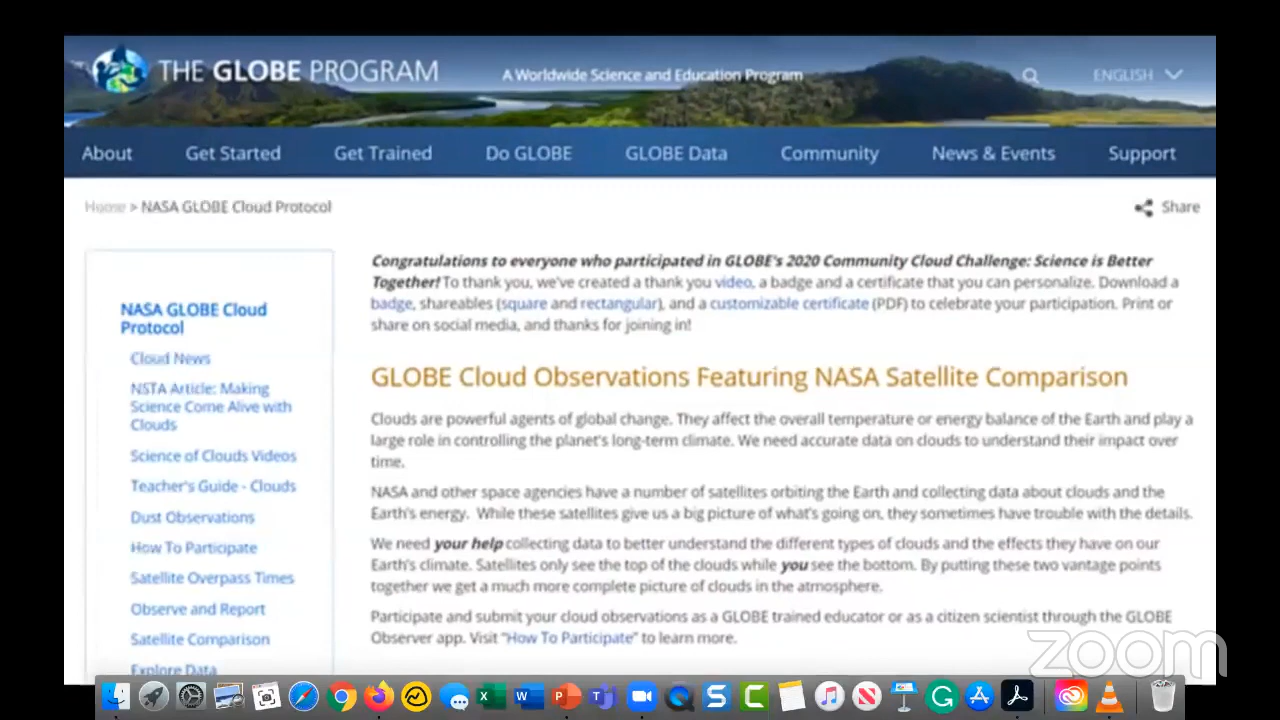 THE GLOBE PROGRAM
A Worldwide Science and Education Program
ENGLISH
About Get Started Get Trained Do GLOBE GLOBE Data Community News & Events Support
Home > NASA GLOBE Cloud Protocol
Share
NASA GLOBE Cloud
Protocol
Cloud News
NSTA Article: Making
Science Come Alive with
Clouds
Science of Clouds Videos
Teacher's Guide - Clouds
Dust Observations
How To Participate
Satellite Overpass Times
Observe and Report
Satellite Comparison
Explore Data
Congratulations to everyone who participated in GLOBE's 2020 Community Cloud Challenge: Science is Better
Together! To thank you, we've created a thank you video, a badge and a certificate that you can personalize. Download a
badge, shareables (square and rectangular), and a customizable certificate (PDF) to celebrate your participation. Print or
share on social media, and thanks for joining in!
GLOBE Cloud Observations Featuring NASA Satellite Comparison
Clouds are powerful agents of global change. They affect the overall temperature or energy balance of the Earth and play a
large role in controlling the planet's long-term climate. We need accurate data on clouds to understand their impact over
time.
NASA and other space agencies have a number of satellites orbiting the Earth and collecting data about clouds and the
Earth's energy. While these satellites give us a big picture of what's going on, they sometimes have trouble with the details.
We need your help collecting data to better understand the different types of clouds and the effects they have on our
Earth's climate. Satellites only see the top of the clouds while you see the bottom. By putting these two vantage points
together we get a much more complete picture of clouds in the atmosphere.
Participate and submit your cloud observations as a GLOBE trained educator or as a citizen scientist through the GLOBE
Observer app. Visit "How To Participate" to learn more.
zoom